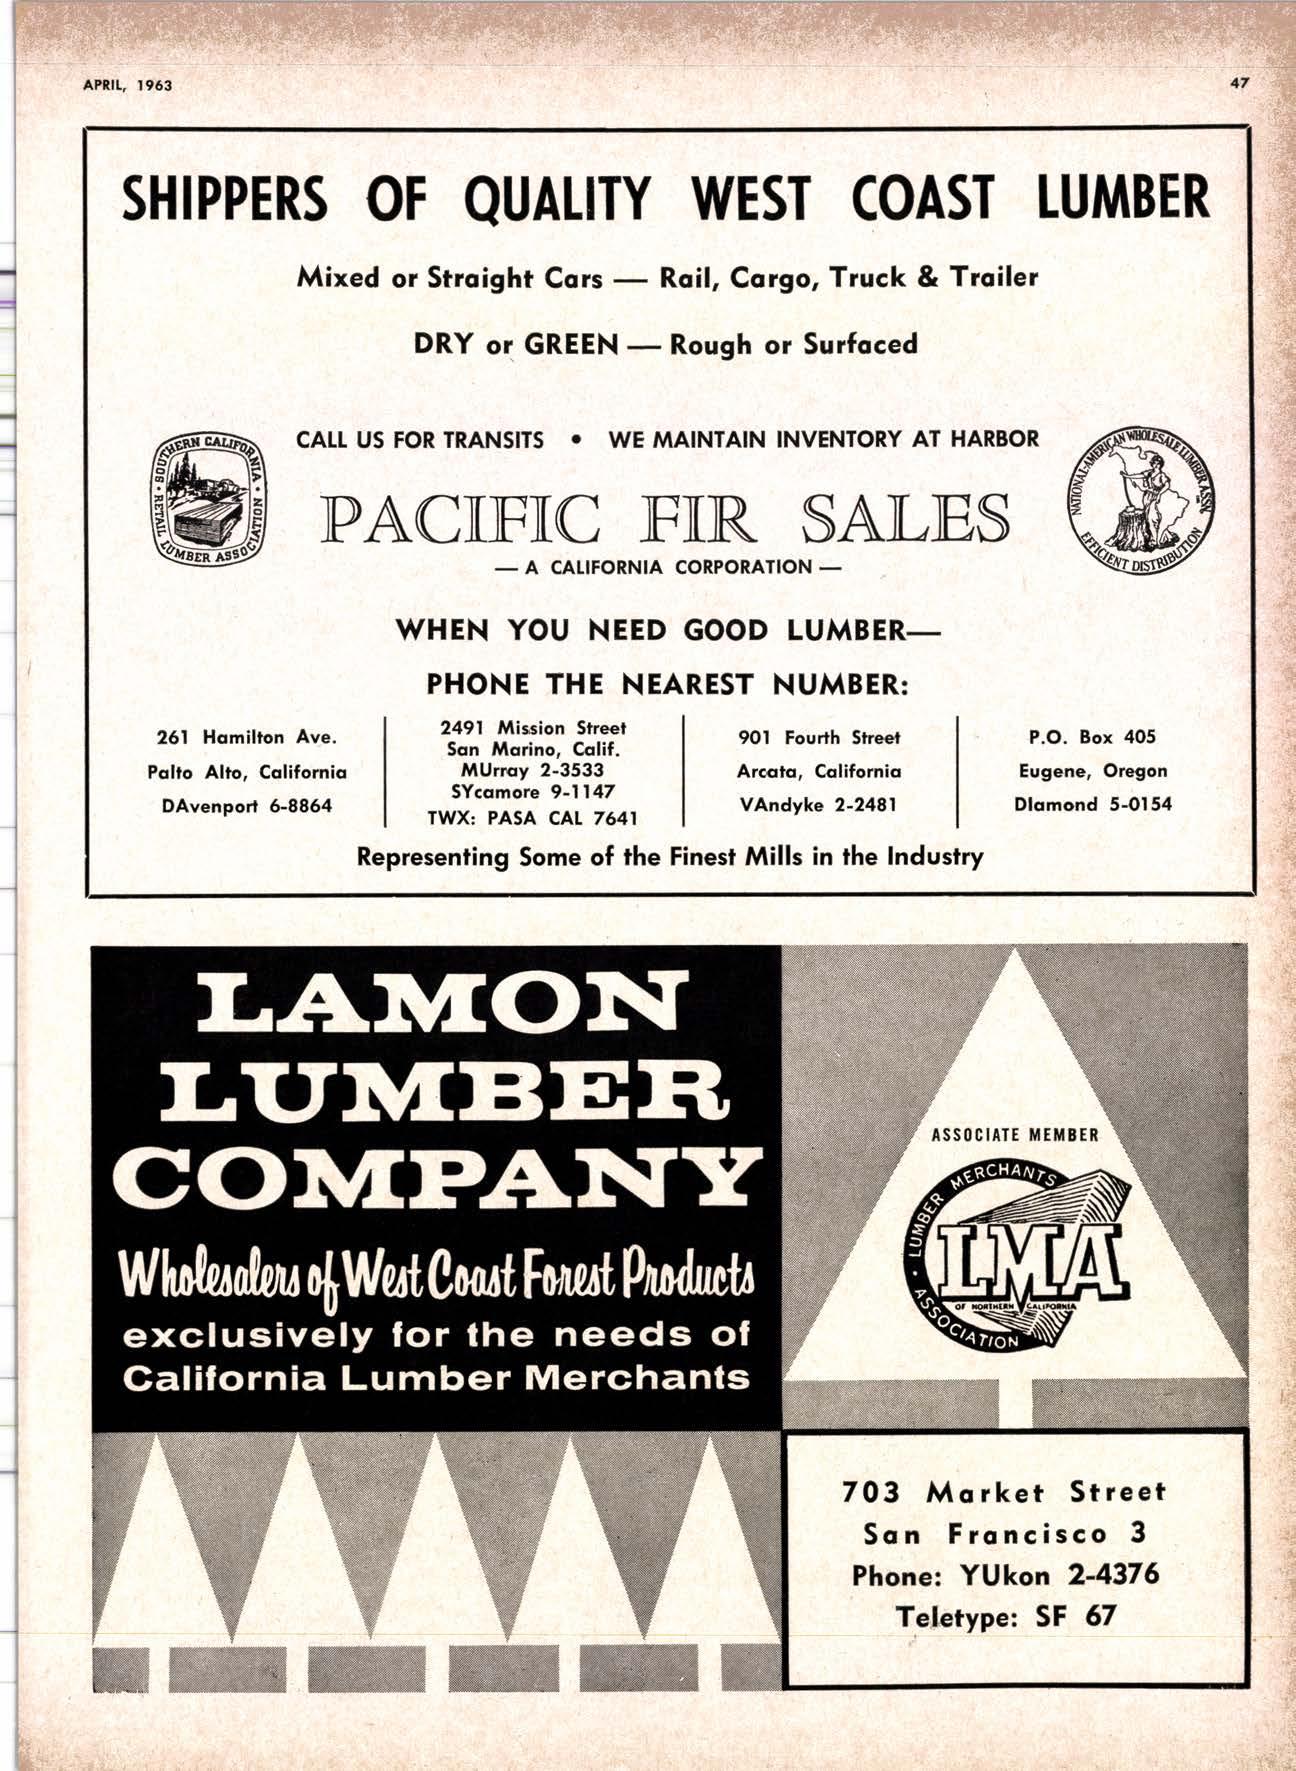 APRIL, 1963
47
SHIPPERS OF QUALITY WEST COAST LUMBER
Mixed or Straight Cars — Rail, Cargo, Truck & Trailer
DRY or GREEN — Rough or Surfaced
SOUTHERN CALIFORNIA
RETAIL LUMBER ASSOCIATION
CALL US FOR TRANSITS • WE MAINTAIN INVENTORY AT HARBOR
NATIONAL-AMERICAN WHOLESALE LUMBER ASSN.
EFFICIENT DISTRIBUTION
PACIFIC FIR SALES
— A CALIFORNIA CORPORATION —
WHEN YOU NEED GOOD LUMBER—
PHONE THE NEAREST NUMBER:
261 Hamilton Ave.
Palto Alto, California
DAvenport 6-8864
2491 Mission Street
San Marino, Calif.
MUrray 2-3533
SYcamore 9-1147
TWX: PASA CAL 7641
901 Fourth Street
Arcata, California
VAndyke 2-2481
P.O. Box 405
Eugene, Oregon
DIamond 5-0154
Representing Some of the Finest Mills in the Industry
LAMON
LUMBER
COMPANY
Wholesalers of West Coast Forest Products
exclusively for the needs of
California Lumber Merchants
ASSOCIATE MEMBER
LUMBER MERCHANTS
LMA
OF NORTHERN CALIFORNIA
ASSOCIATION
703 Market Street
San Francisco 3
Phone: YUkon 2-4376
Teletype: SF 67